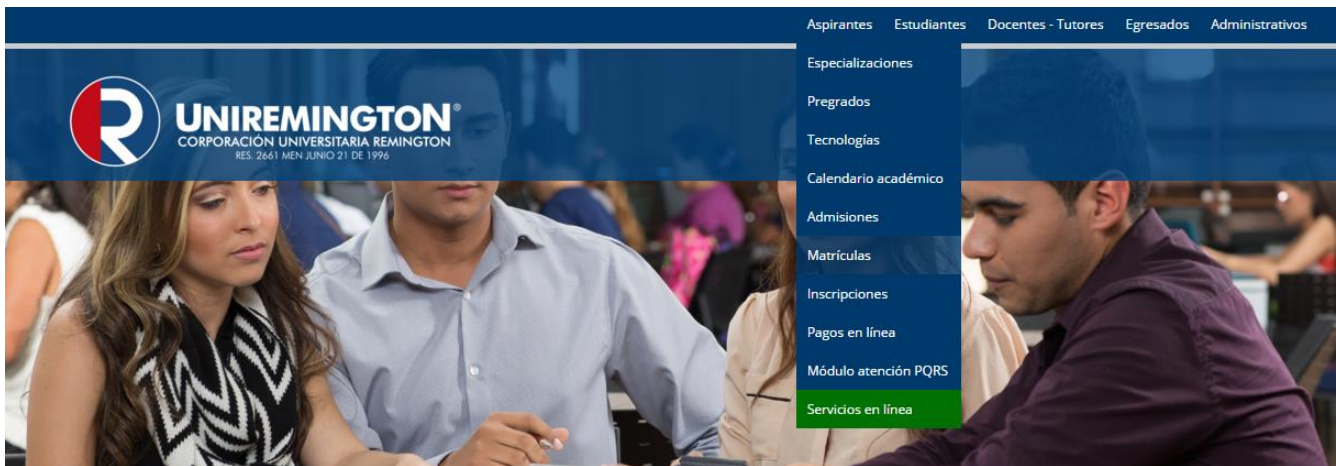 Aspirantes Estudiantes Docentes - Tutores Egresados Administrativos
Especializaciones
Pregrados
Tecnologías
Calendario académico
Admisiones
Matrículas
Inscripciones
Pagos en línea
Módulo atención PQRS
Servicios en línea
R UNIREMINGTON®
CORPORACIÓN UNIVERSITARIA REMINGTON
RES. 2661 MEN JUNIO 21 DE 1996